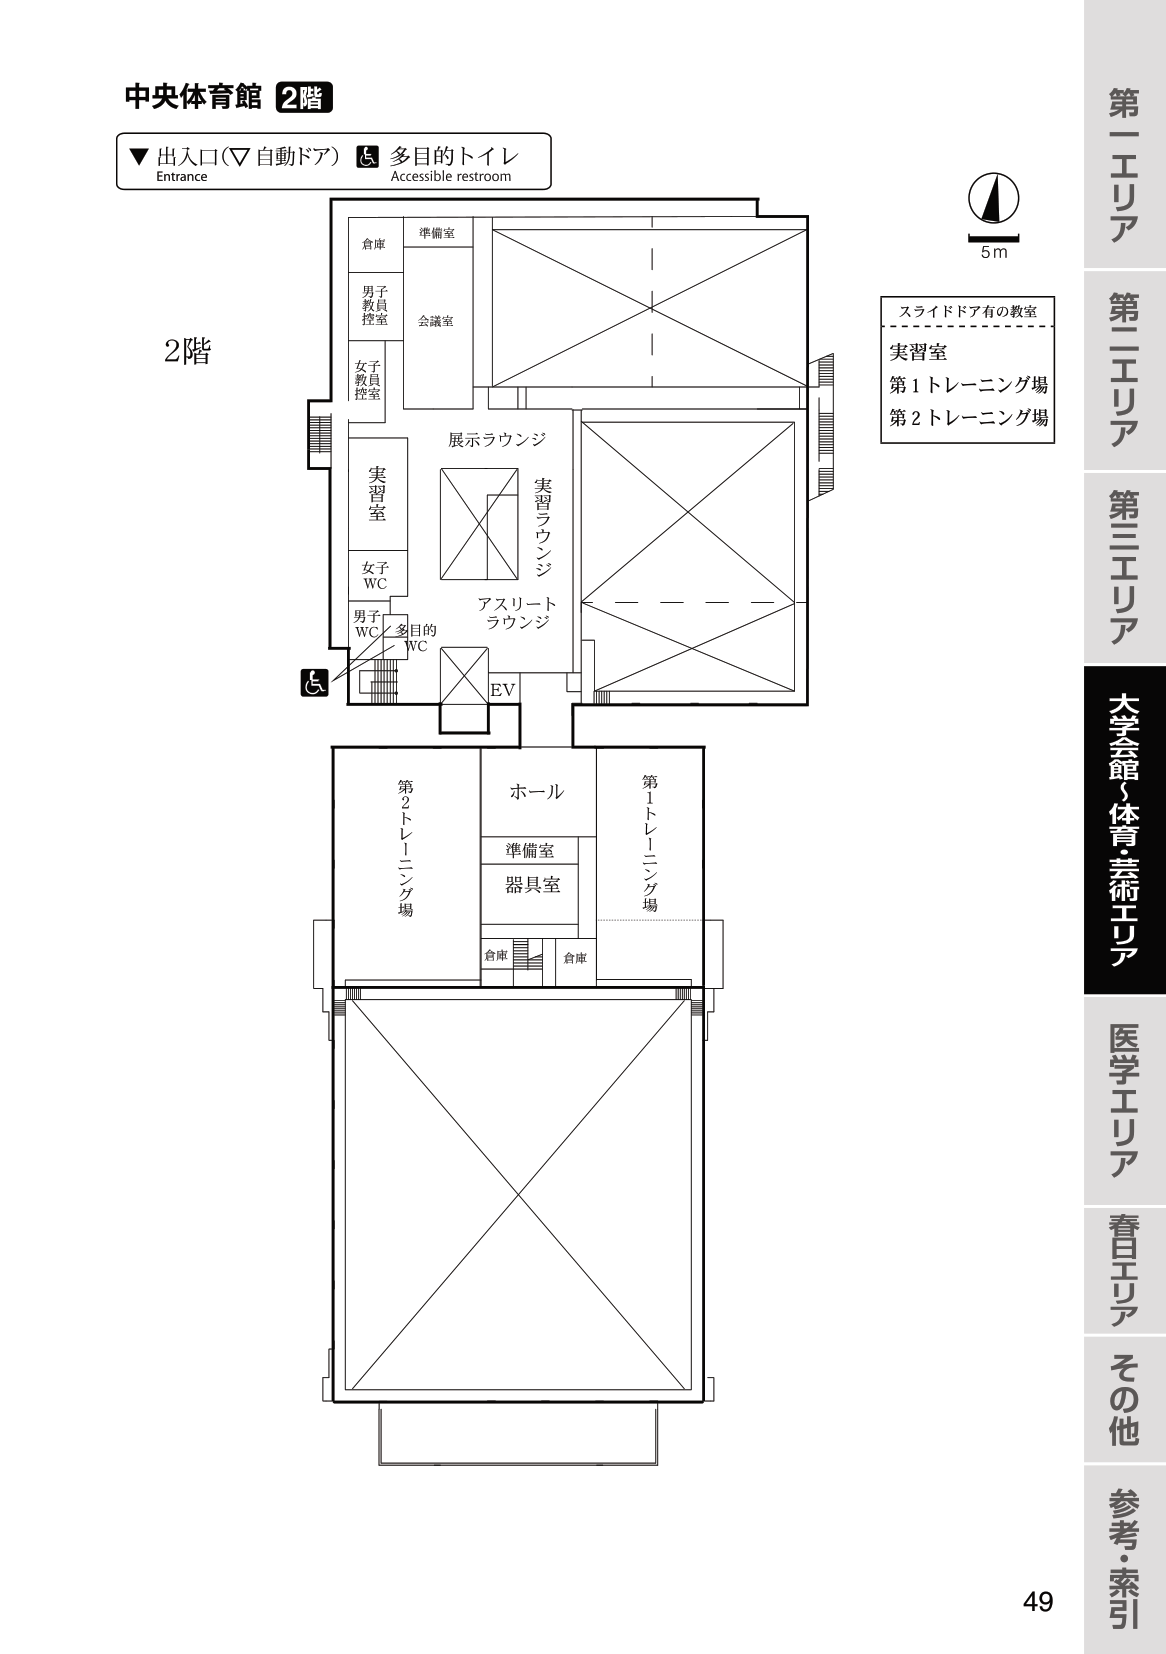 中央体育館 2階
▼ 出入口(▽ 自動ドア) 多目的トイレ
Entrance Accessible restroom
5m
2階
スライドドア有の教室
実習室
第1トレーニング場
第2トレーニング場
倉庫
準備室
男子
教員
控室
会議室
女子
教員
控室
展示ラウンジ
実習室
実習ラウンジ
女子
WC
アスリート
ラウンジ
男子
WC
多目的
WC
EV
第2トレーニング場
ホール
第1トレーニング場
準備室
器具室
倉庫
倉庫
第一エリア
第二エリア
第三エリア
大学会館~体育・芸術エリア
医学エリア
春日エリア
その他
参考・索引
49